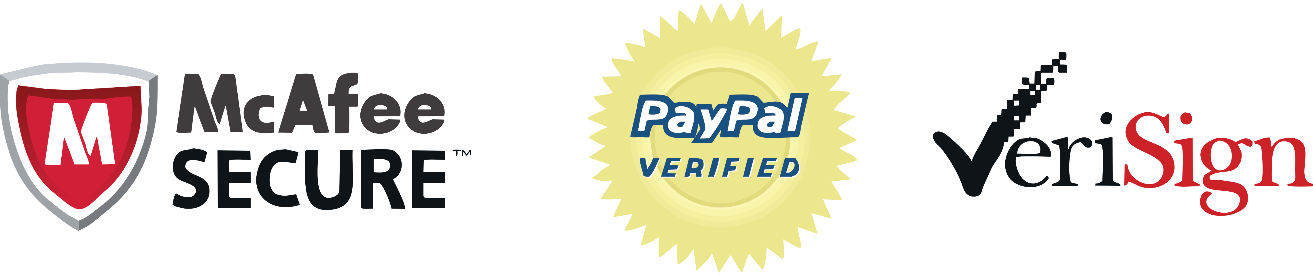 M
McAfee
SECURE™
PayPal
VERIFIED
VeriSign